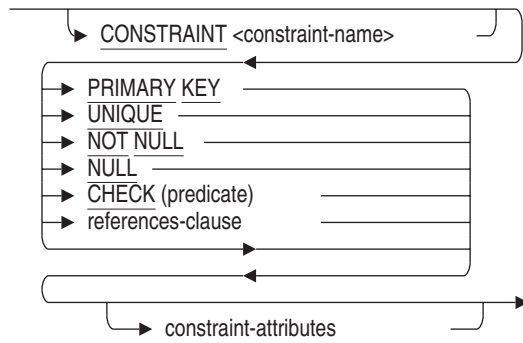 CONSTRAINT <constraint-name>
PRIMARY KEY
UNIQUE
NOT NULL
NULL
CHECK (predicate)
references-clause
constraint-attributes